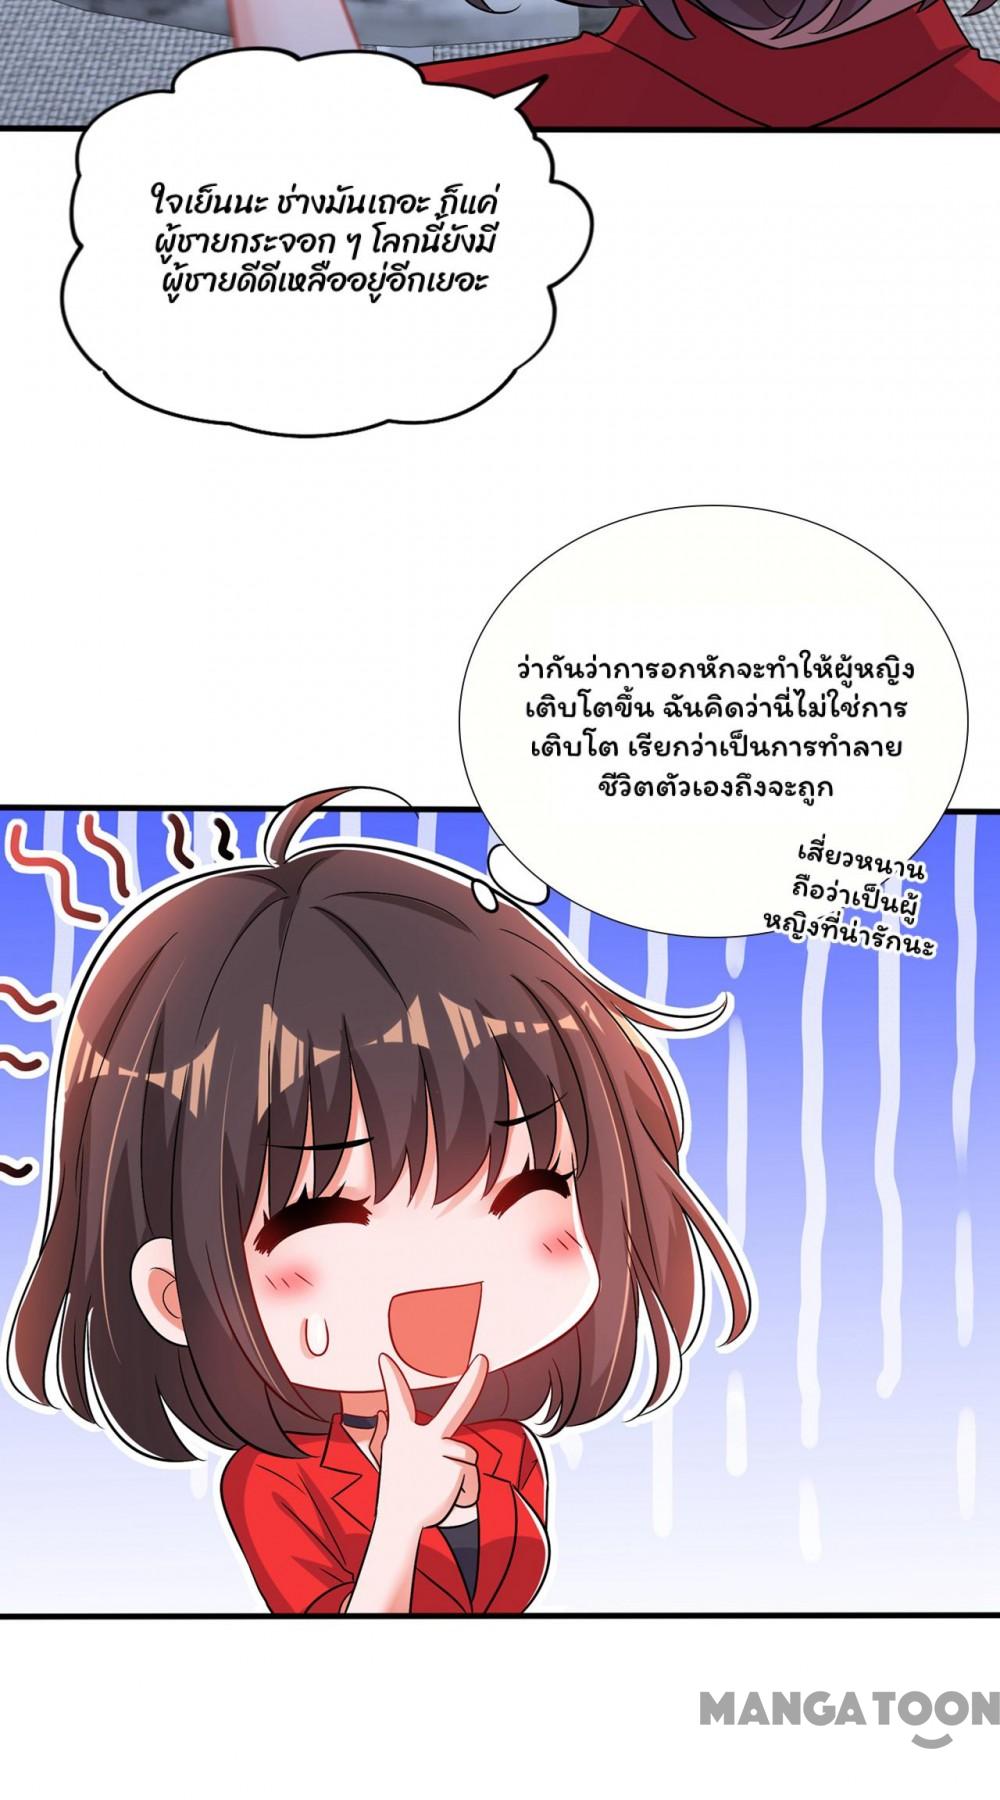 ใจเย็นนะ ช่างมันเถอะ ก็แค่
ผู้ชายกระจอก ๆ โลกนี้ยังมี
ผู้ชายดีดีเหลืออยู่อีกเยอะ
ว่ากันว่าการอกหักจะทำให้ผู้หญิง
เติบโตขึ้น ฉันคิดว่านี่ไม่ใช่การ
เติบโต เรียกว่าเป็นการทำลาย
ชีวิตตัวเองถึงจะถูก
เสี่ยวหนาน
ถือว่าเป็นผู้
หญิงที่น่ารักนะ
MANGATOON